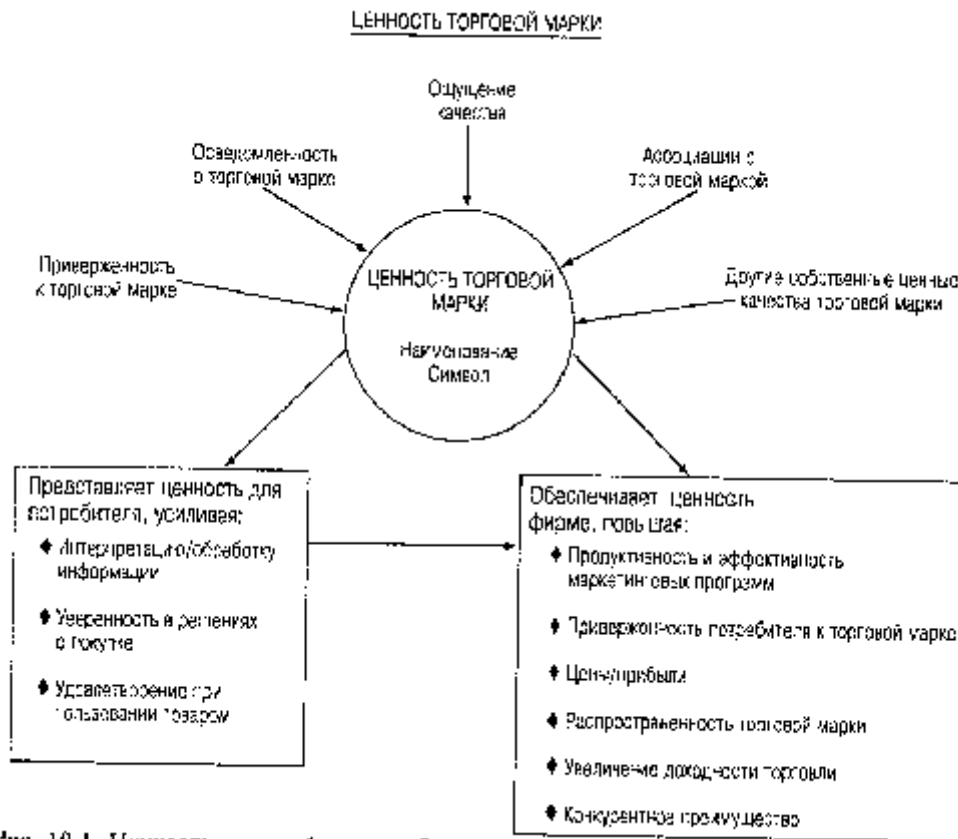 ЦЕННОСТЬ ТОРГОВОЙ МАРКИ
Ощущение
качества
Осведомленность
о торговой марке
Ассоциации с
торговой маркой
Приверженность
к торговой марке
ЦЕННОСТЬ ТОРГОВОЙ
МАРКИ
Наименование
Символ
Другие собственные ценные
качества торговой марки
Представляет ценность для
потребителя, усиливая:
♦ Интерпретацию/обработку
информации
♦ Уверенность в решениях
о покупке
♦ Удовлетворение при
пользовании товаром
Обеспечивает ценность
фирме, повышая:
♦ Продуктивность и эффективность
маркетинговых программ
♦ Приверженность потребителя к торговой марке
♦ Цены/прибыли
♦ Распространенность торговой марки
♦ Увеличение доходности торговли
♦ Конкурентное преимущество